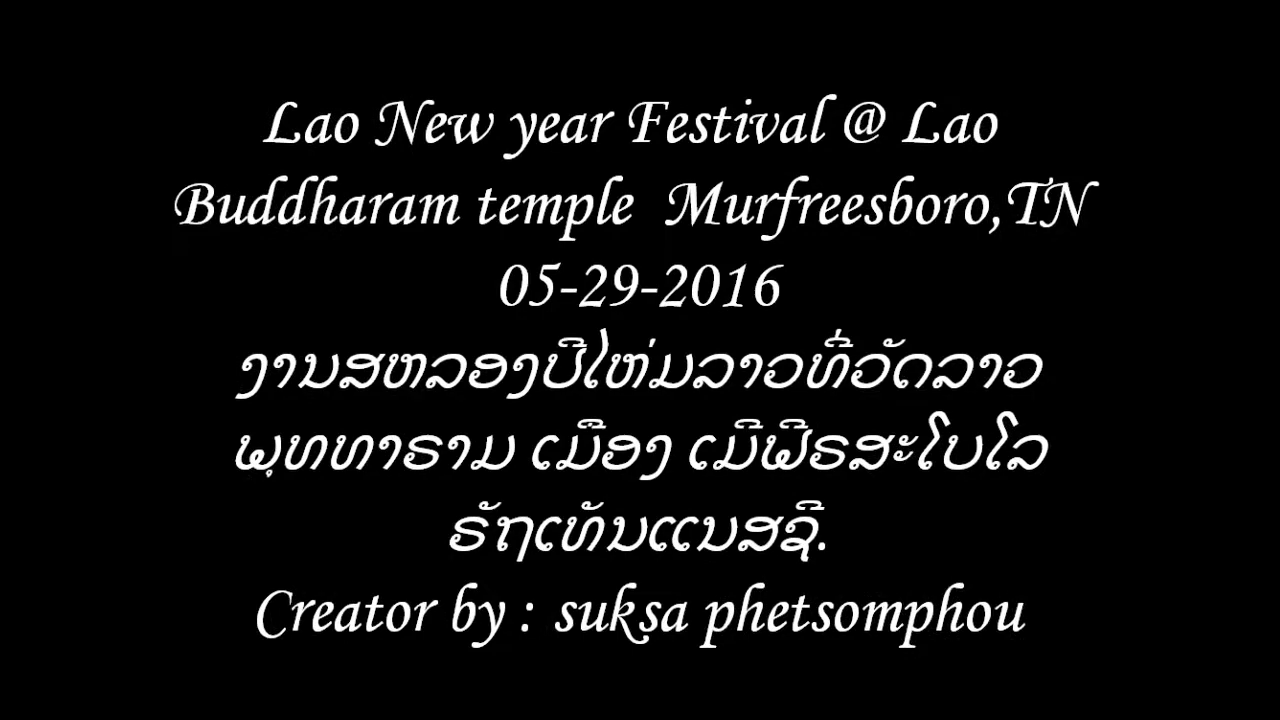 Lao New year Festival @ Lao
Buddharam temple Murfreesboro,TN
05-29-2016
ງານສຫລອງປີໄຫ່ມລາວທີ່ວັດລາວ
ພຸທທາຣາມ ເມືອງ ເມີຟີຣສະໂບໂລ
ຣັຖເທັນແນສຊີ.
Creator by : suksa phetsomphou